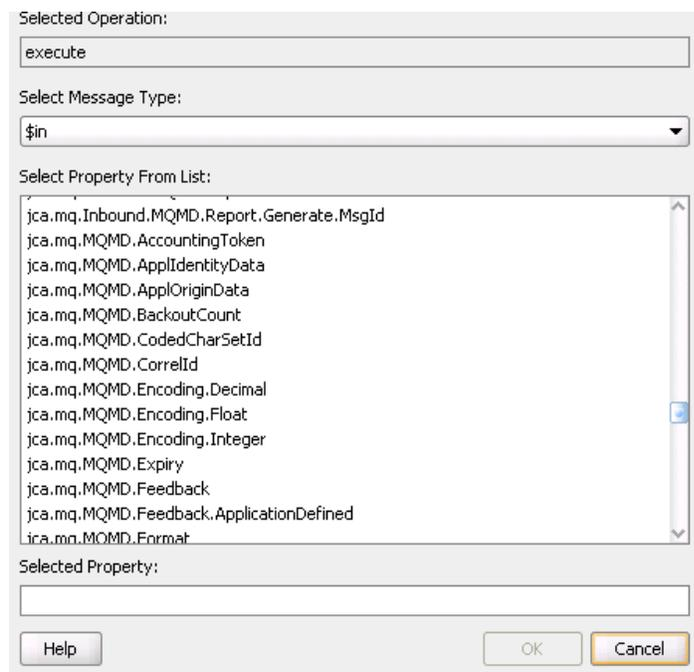 Selected Operation:
execute
Select Message Type:
$in
Select Property From List:
jca.mq.Inbound.MQMD.Report.Generate.MsgId
jca.mq.MQMD.AccountingToken
jca.mq.MQMD.ApplIdentityData
jca.mq.MQMD.ApplOriginData
jca.mq.MQMD.BackoutCount
jca.mq.MQMD.CodedCharSetId
jca.mq.MQMD.CorrelId
jca.mq.MQMD.Encoding.Decimal
jca.mq.MQMD.Encoding.Float
jca.mq.MQMD.Encoding.Integer
jca.mq.MQMD.Expiry
jca.mq.MQMD.Feedback
jca.mq.MQMD.Feedback.ApplicationDefined
jca.mq.MQMD.Format
Selected Property:
Help OK Cancel